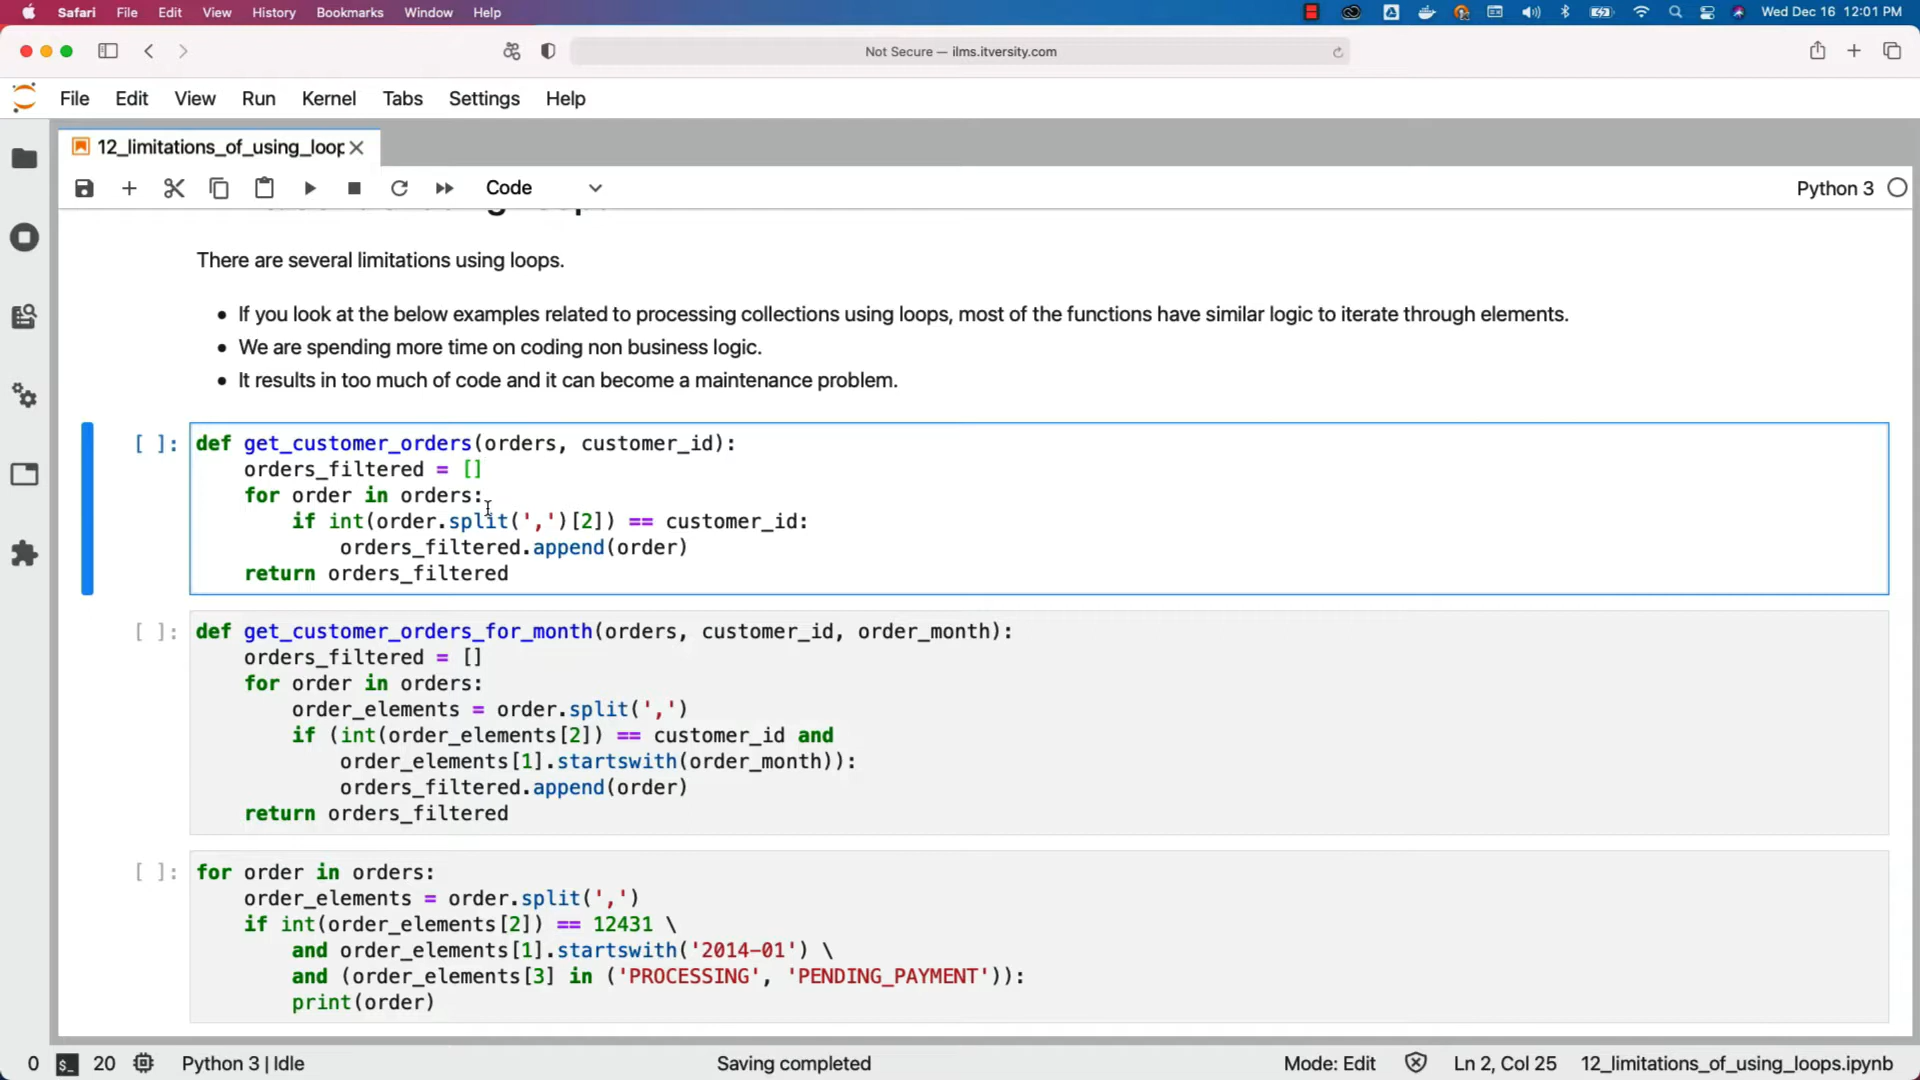 Safari File Edit View History Bookmarks Window Help Wed Dec 16 12:01 PM
Not Secure — ilms.itversity.com
File Edit View Run Kernel Tabs Settings Help
12_limitations_of_using_loop
Code Python 3
There are several limitations using loops.
• If you look at the below examples related to processing collections using loops, most of the functions have similar logic to iterate through elements.
• We are spending more time on coding non business logic.
• It results in too much of code and it can become a maintenance problem.
[ ]: def get_customer_orders(orders, customer_id):
orders_filtered = []
for order in orders:
if int(order.split(',')[2]) == customer_id:
orders_filtered.append(order)
return orders_filtered
[ ]: def get_customer_orders_for_month(orders, customer_id, order_month):
orders_filtered = []
for order in orders:
order_elements = order.split(',')
if (int(order_elements[2]) == customer_id and
order_elements[1].startswith(order_month)):
orders_filtered.append(order)
return orders_filtered
[ ]: for order in orders:
order_elements = order.split(',')
if int(order_elements[2]) == 12431 \
and order_elements[1].startswith('2014-01') \
and (order_elements[3] in ('PROCESSING', 'PENDING_PAYMENT')):
print(order)
0 $_ 20 Python 3 | Idle Saving completed Mode: Edit Ln 2, Col 25 12_limitations_of_using_loops.ipynb